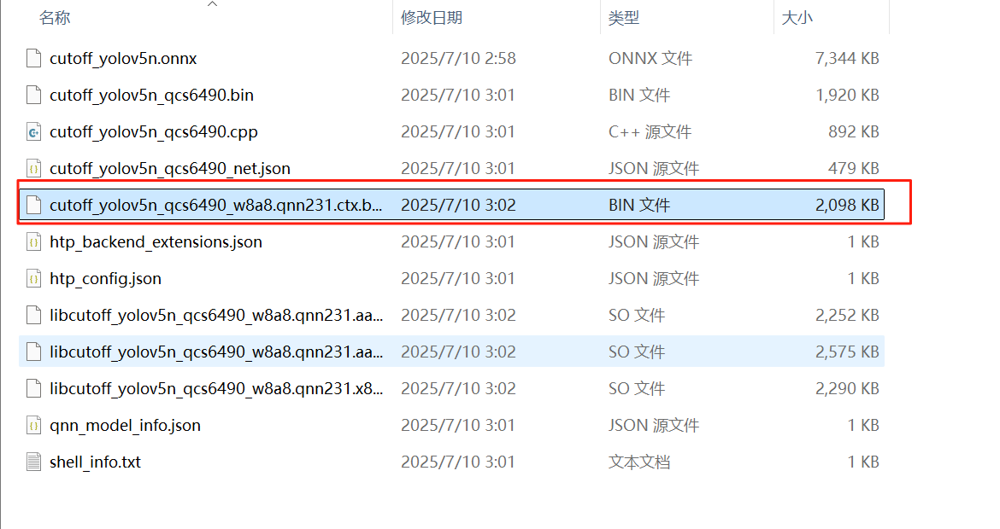 名称 修改日期 类型 大小
cutoff_yolov5n.onnx 2025/7/10 2:58 ONNX 文件 7,344 KB
cutoff_yolov5n_qcs6490.bin 2025/7/10 3:01 BIN 文件 1,920 KB
cutoff_yolov5n_qcs6490.cpp 2025/7/10 3:01 C++ 源文件 892 KB
cutoff_yolov5n_qcs6490_net.json 2025/7/10 3:01 JSON 源文件 479 KB
cutoff_yolov5n_qcs6490_w8a8.qnn231.ctx.b... 2025/7/10 3:02 BIN 文件 2,098 KB
htp_backend_extensions.json 2025/7/10 3:01 JSON 源文件 1 KB
htp_config.json 2025/7/10 3:01 JSON 源文件 1 KB
libcutoff_yolov5n_qcs6490_w8a8.qnn231.aa... 2025/7/10 3:02 SO 文件 2,252 KB
libcutoff_yolov5n_qcs6490_w8a8.qnn231.aa... 2025/7/10 3:02 SO 文件 2,575 KB
libcutoff_yolov5n_qcs6490_w8a8.qnn231.x8... 2025/7/10 3:02 SO 文件 2,290 KB
qnn_model_info.json 2025/7/10 3:01 JSON 源文件 1 KB
shell_info.txt 2025/7/10 3:01 文本文档 1 KB